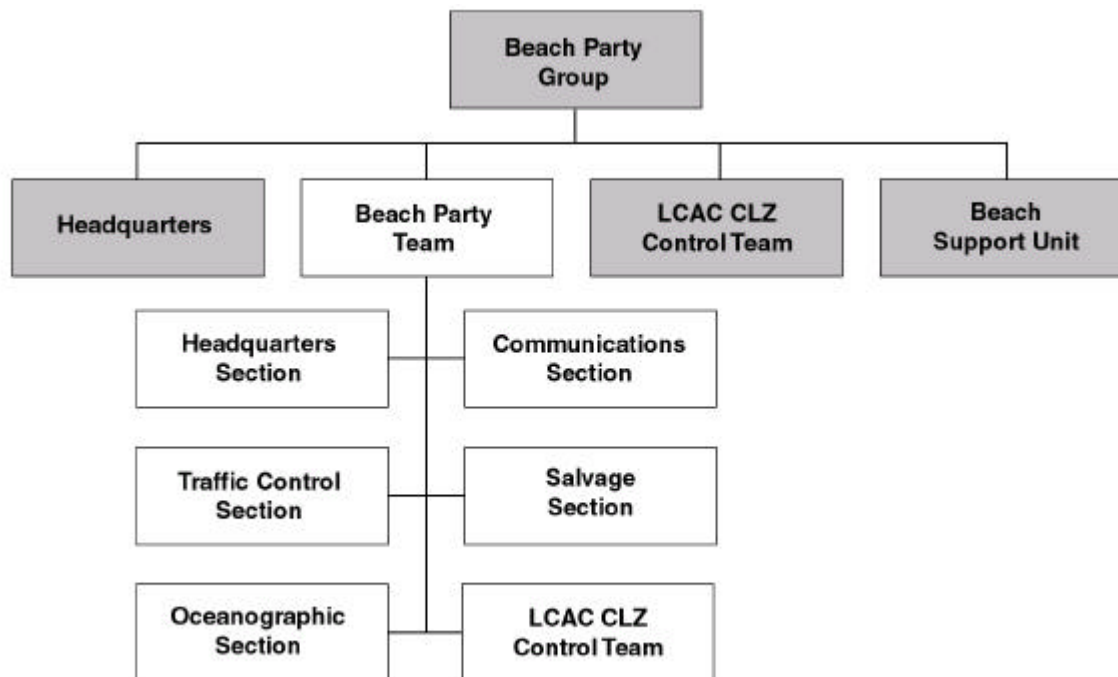 Beach Party
Group
Headquarters
Beach Party
Team
LCAC CLZ
Control Team
Beach
Support Unit
Headquarters
Section
Communications
Section
Traffic Control
Section
Salvage
Section
Oceanographic
Section
LCAC CLZ
Control Team